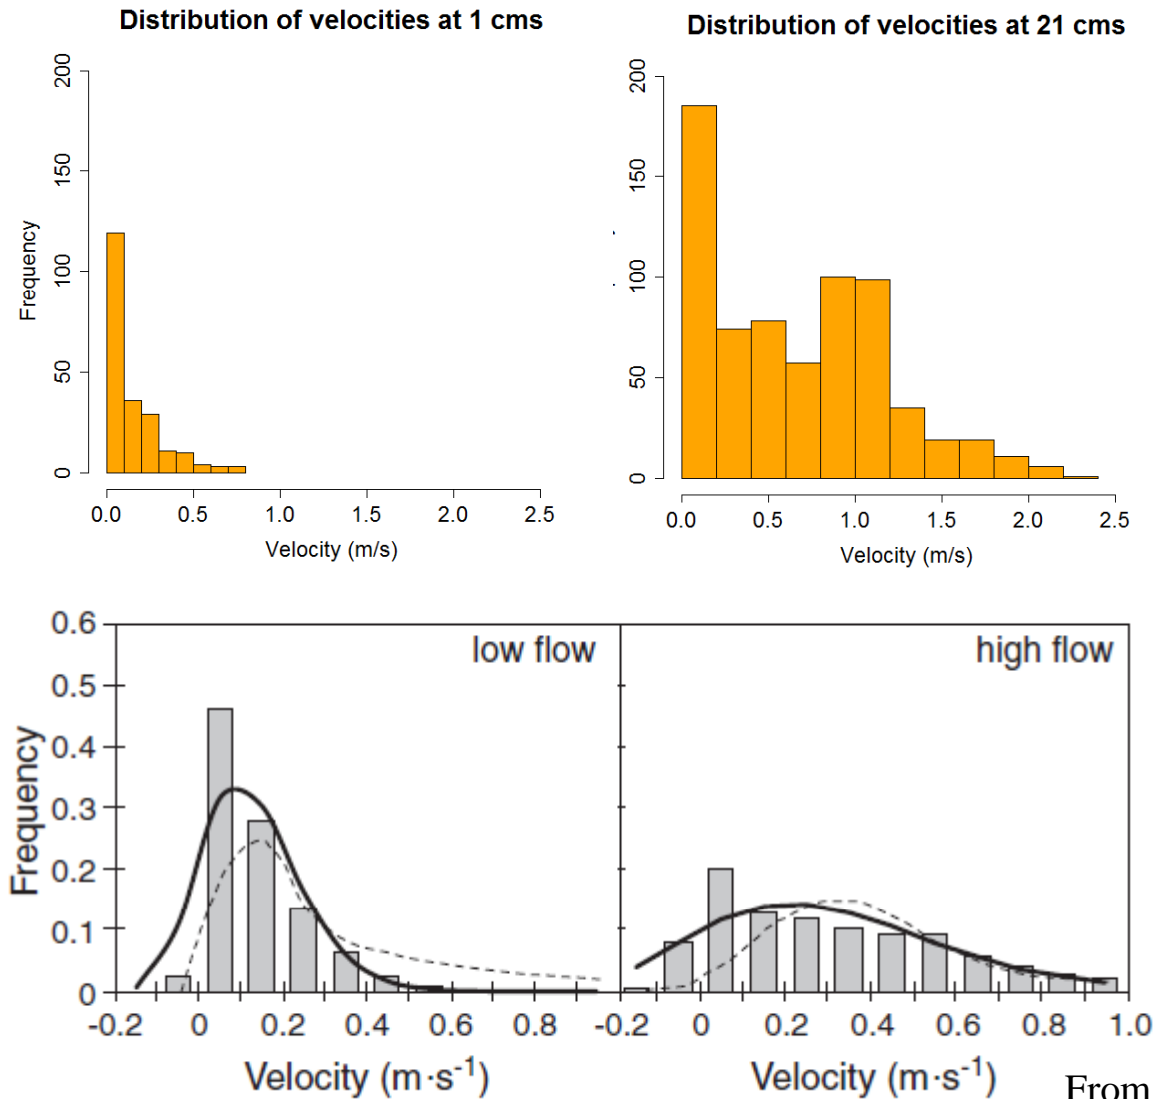 Distribution of velocities at 1 cms
Frequency
200
150
100
50
0
0.0 0.5 1.0 1.5 2.0 2.5
Velocity (m/s)
Distribution of velocities at 21 cms
200
150
100
50
0
0.0 0.5 1.0 1.5 2.0 2.5
Velocity (m/s)
Frequency
0.6
0.5
0.4
0.3
0.2
0.1
0
low flow
-0.2 0 0.2 0.4 0.6 0.8
Velocity (m·s-1)
high flow
-0.2 0 0.2 0.4 0.6 0.8 1.0
Velocity (m·s-1)
From